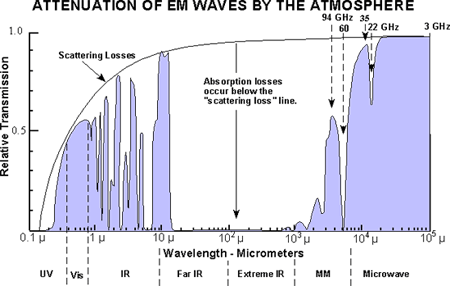 ATTENUATION OF EM WAVES BY THE ATMOSPHERE
94 GHz 35 22 GHz 3 GHz
60
1.0
Scattering Losses
Absorption losses
occur below the
"scattering loss" line.
0.5
Relative Transmission
0
0.1 µ 1 µ 10 µ 10² µ 10³ µ 10⁴ µ 10⁵ µ
Wavelength - Micrometers
UV Vis IR Far IR Extreme IR MM Microwave